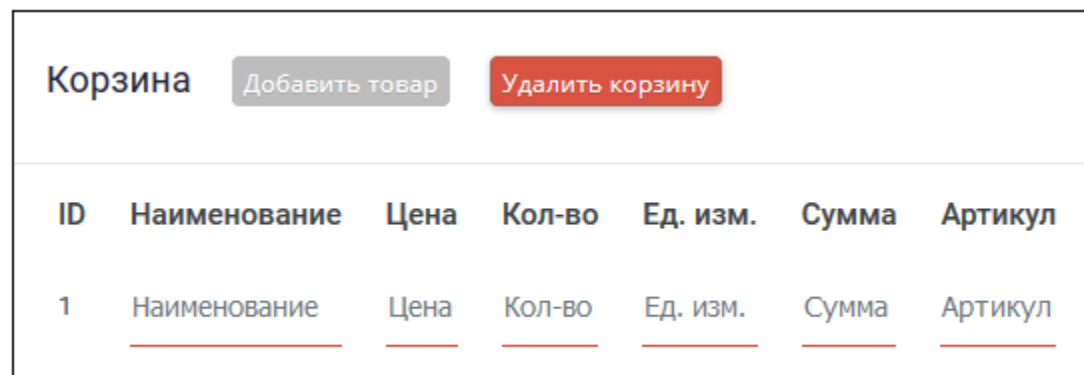 Корзина Добавить товар Удалить корзину
ID Наименование Цена Кол-во Ед. изм. Сумма Артикул
1 Наименование Цена Кол-во Ед. изм. Сумма Артикул